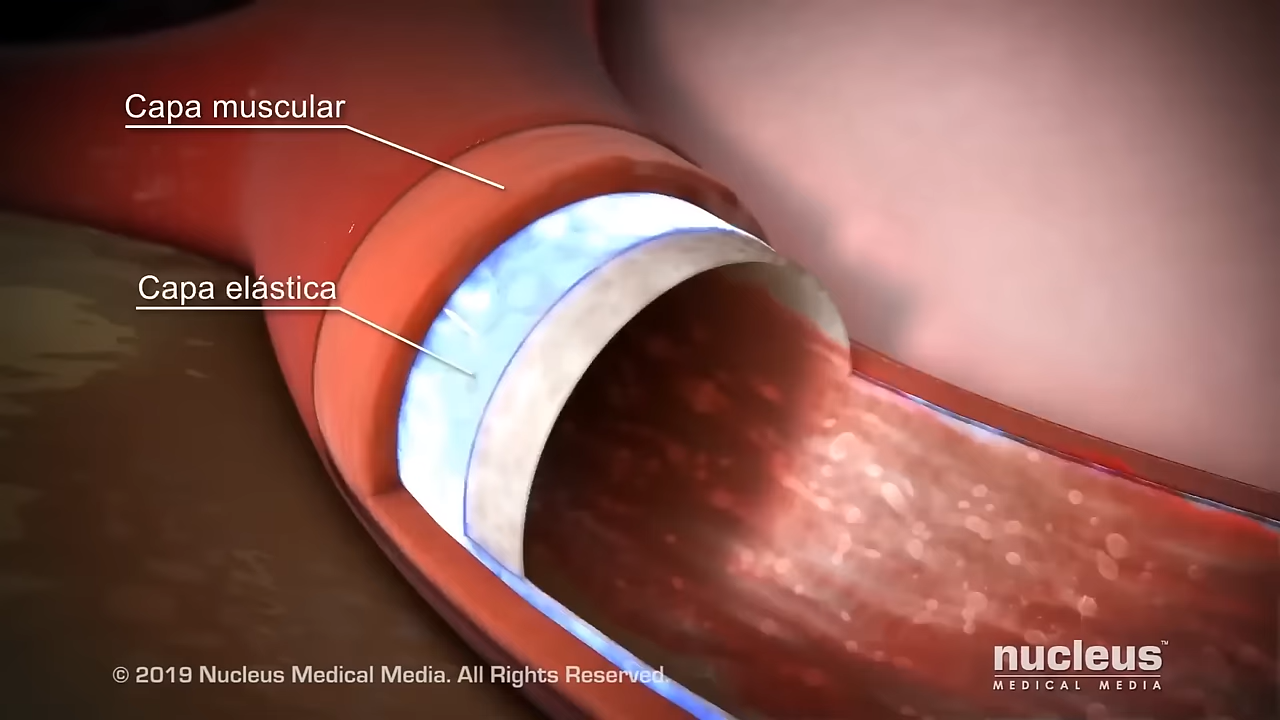 Capa muscular
Capa elástica
© 2019 Nucleus Medical Media. All Rights Reserved.
nucleus™
MEDICAL MEDIA